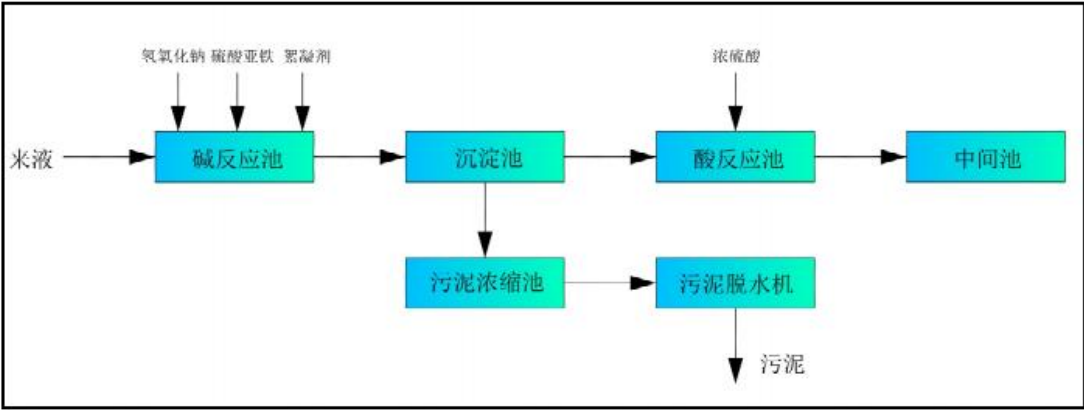 氢氧化钠 硫酸亚铁 絮凝剂
浓硫酸
米液
碱反应池
沉淀池
酸反应池
中间池
污泥浓缩池
污泥脱水机
污泥